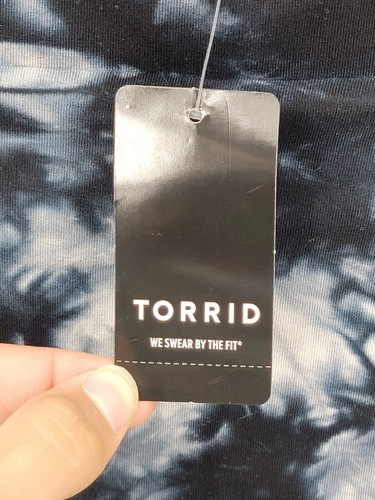 TORRID
WE SWEAR BY THE FIT®